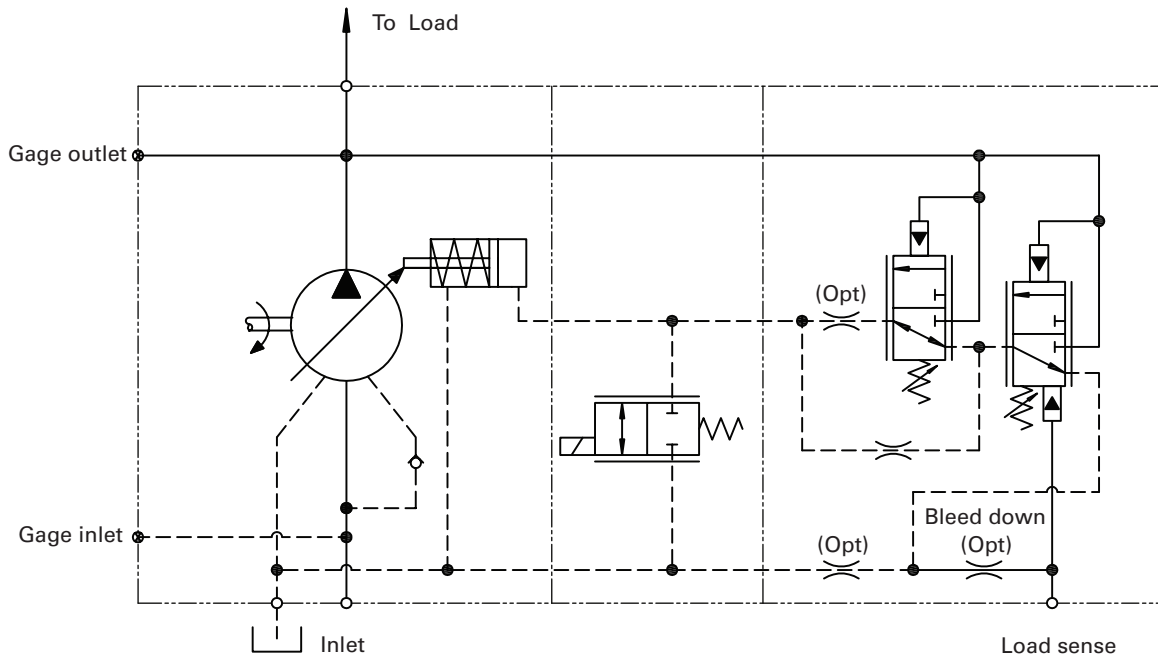 To Load
Gage outlet
(Opt)
Gage inlet
Bleed down
(Opt)
(Opt)
Inlet
Load sense